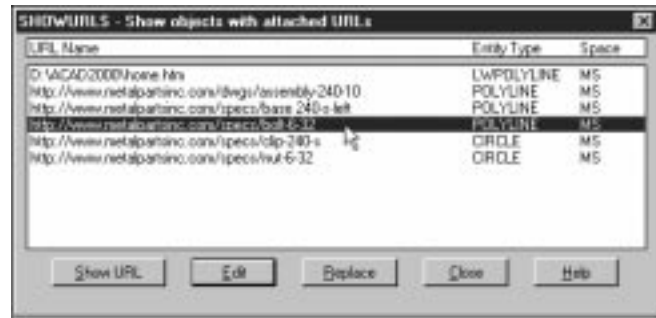 SHOWURLS - Show objects with attached URLs
URL Name Entity Type Space
D:\ACAD2000\home.htm LWPOLYLINE MS
http://www.metalpartsinc.com/dwgs/assembly-240-10 POLYLINE MS
http://www.metalpartsinc.com/specs/base 240-s-left POLYLINE MS
http://www.metalpartsinc.com/specs/bolt-6-32 POLYLINE MS
http://www.metalpartsinc.com/specs/clip-240-s CIRCLE MS
http://www.metalpartsinc.com/specs/nut-6-32 CIRCLE MS
Show URL Edit Replace Close Help